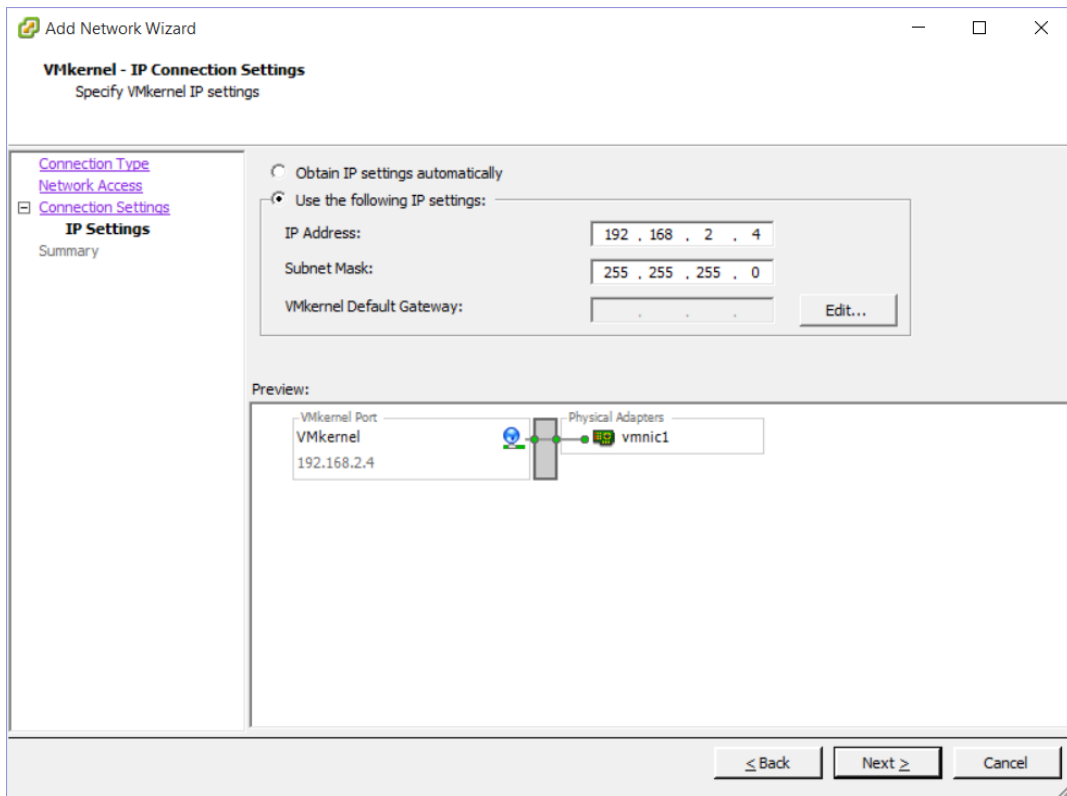 Add Network Wizard
VMkernel - IP Connection Settings
Specify VMkernel IP settings
Connection Type
Network Access
Connection Settings
IP Settings
Summary
Obtain IP settings automatically
Use the following IP settings:
IP Address:
192 . 168 . 2 . 4
Subnet Mask:
255 . 255 . 255 . 0
VMkernel Default Gateway:
. . .
Edit...
Preview:
VMkernel Port
VMkernel
192.168.2.4
Physical Adapters
vmnic1
< Back
Next >
Cancel